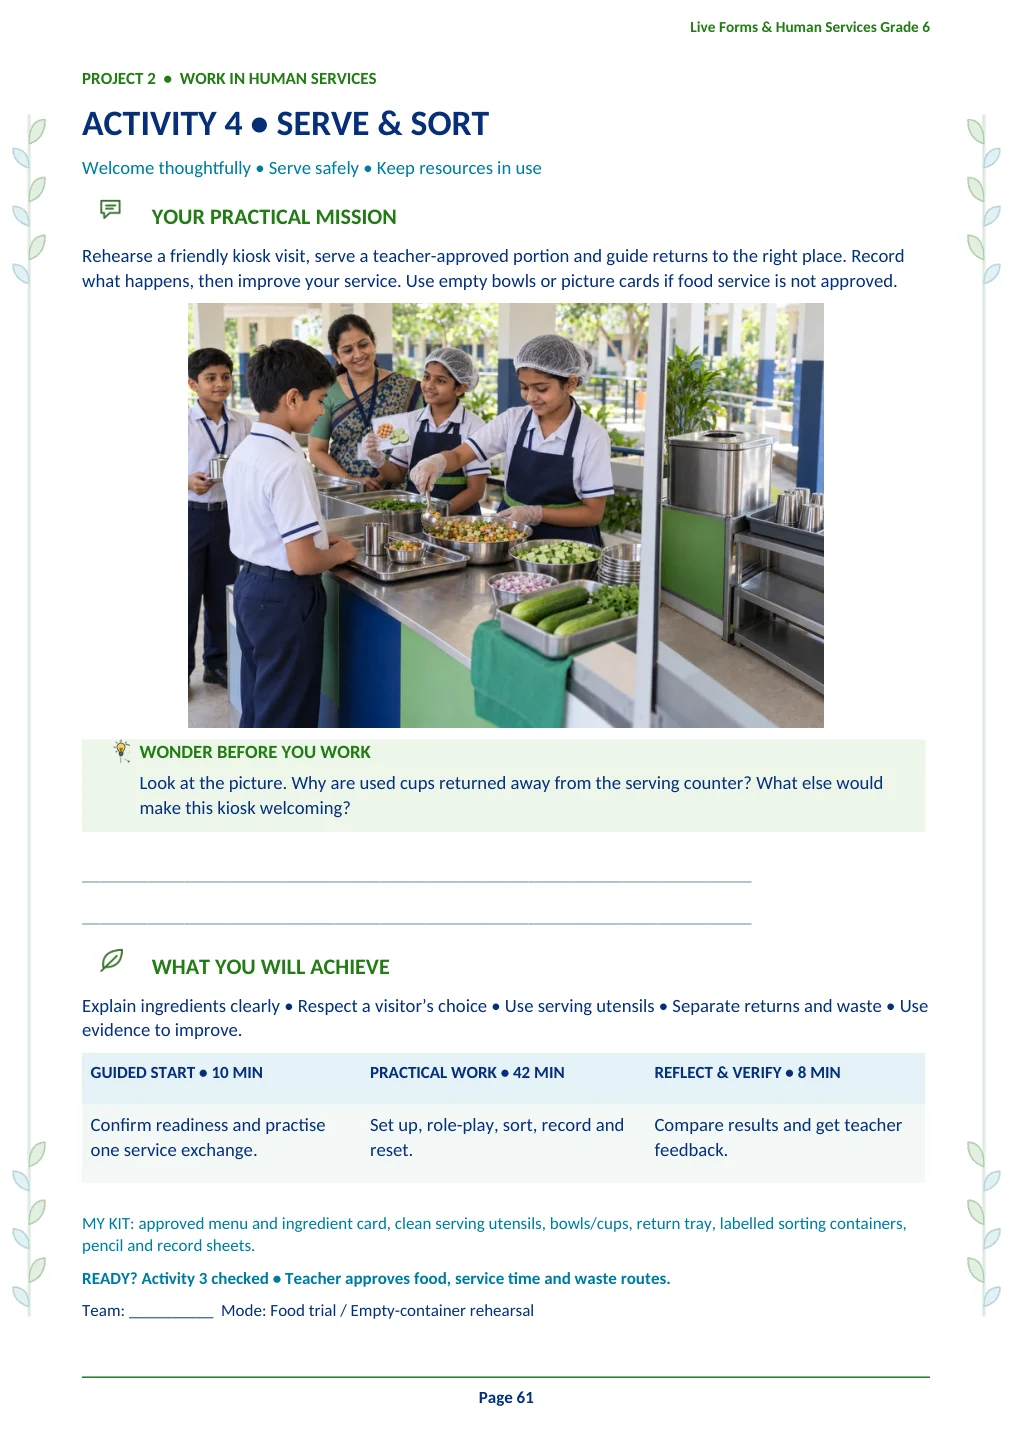 Live Forms & Human Services Grade 6
PROJECT 2 ● WORK IN HUMAN SERVICES
ACTIVITY 4 ● SERVE & SORT
Welcome thoughtfully ● Serve safely ● Keep resources in use
YOUR PRACTICAL MISSION
Rehearse a friendly kiosk visit, serve a teacher-approved portion and guide returns to the right place. Record
what happens, then improve your service. Use empty bowls or picture cards if food service is not approved.
WONDER BEFORE YOU WORK
Look at the picture. Why are used cups returned away from the serving counter? What else would
make this kiosk welcoming?
WHAT YOU WILL ACHIEVE
Explain ingredients clearly ● Respect a visitor’s choice ● Use serving utensils ● Separate returns and waste ● Use
evidence to improve.
GUIDED START ● 10 MIN
Confirm readiness and practise
one service exchange.
PRACTICAL WORK ● 42 MIN
Set up, role-play, sort, record and
reset.
REFLECT & VERIFY ● 8 MIN
Compare results and get teacher
feedback.
MY KIT: approved menu and ingredient card, clean serving utensils, bowls/cups, return tray, labelled sorting containers,
pencil and record sheets.
READY? Activity 3 checked ● Teacher approves food, service time and waste routes.
Team: __________ Mode: Food trial / Empty-container rehearsal
Page 61